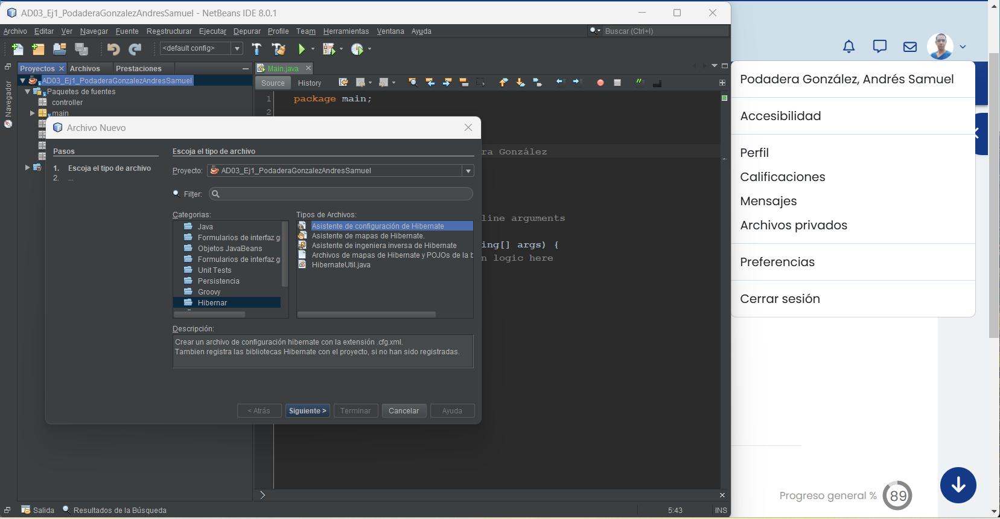 AD03_Ej1_PodaderaGonzalezAndresSamuel - NetBeans IDE 8.0.1
Archivo Editar Ver Navegar Fuente Reestructurar Ejecutar Depurar Profile Team Herramientas Ventana Ayuda
Buscar (Ctrl+I)
<default config>
Proyectos Archivos Prestaciones
Main.java
Navegador
AD03_Ej1_PodaderaGonzalezAndresSamuel
Paquetes de fuentes
controller
main
Source History
1 package main;
2
ra González
line arguments
ing[] args) {
n logic here
Archivo Nuevo
Pasos
1. Escoja el tipo de archivo
2. ...
Escoja el tipo de archivo
Proyecto: AD03_Ej1_PodaderaGonzalezAndresSamuel
Filter:
Categorias:
Java
Formularios de interfaz g
Objetos JavaBeans
Formularios de interfaz g
Unit Tests
Persistencia
Groovy
Hibernar
Tipos de Archivos:
Asistente de configuración de Hibernate
Asistente de mapas de Hibernate.
Asistente de ingeniera inversa de Hibernate
Archivos de mapas de Hibernate y POJOs de la b
HibernateUtil.java
Descripción:
Crear un archivo de configuración hibernate con la extensión .cfg.xml.
Tambien registra las bibliotecas Hibernate con el proyecto, si no han sido registradas.
< Atrás Siguiente > Terminar Cancelar Ayuda
Salida Resultados de la Búsqueda
5:43 INS
Podadera González, Andrés Samuel
Accesibilidad
Perfil
Calificaciones
Mensajes
Archivos privados
Preferencias
Cerrar sesión
Progreso general % 89